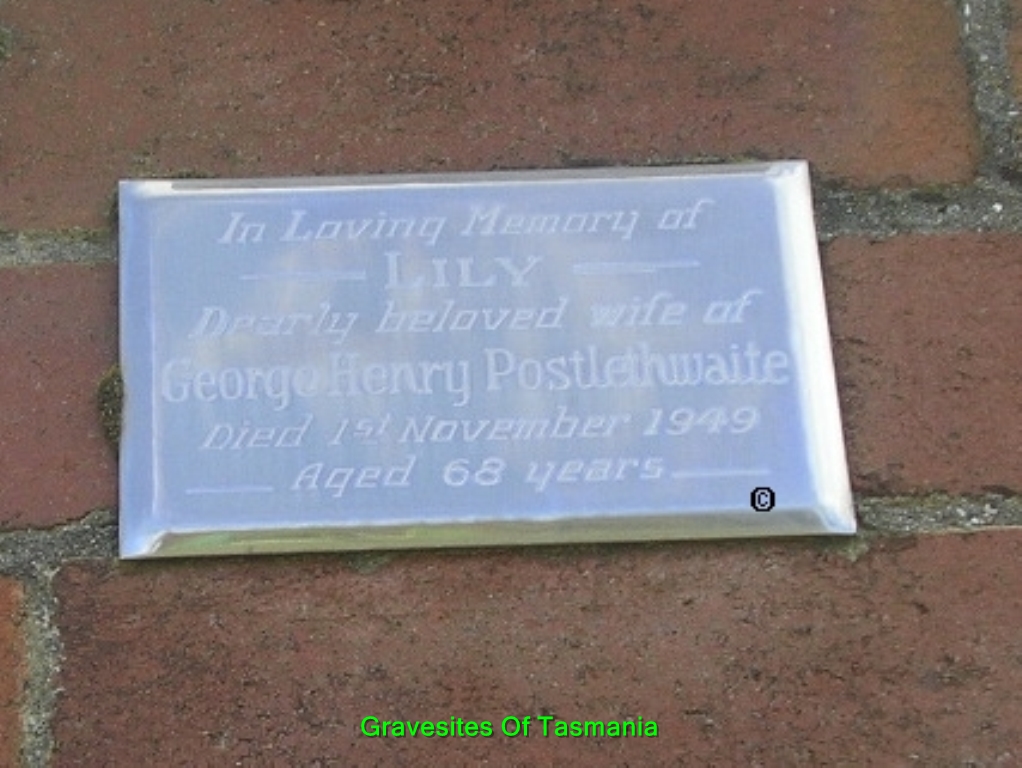 In Loving Memory of
LILY
Dearly beloved wife of
George Henry Postlethwaite
Died 1st November 1949
Aged 68 years
©
Gravesites Of Tasmania